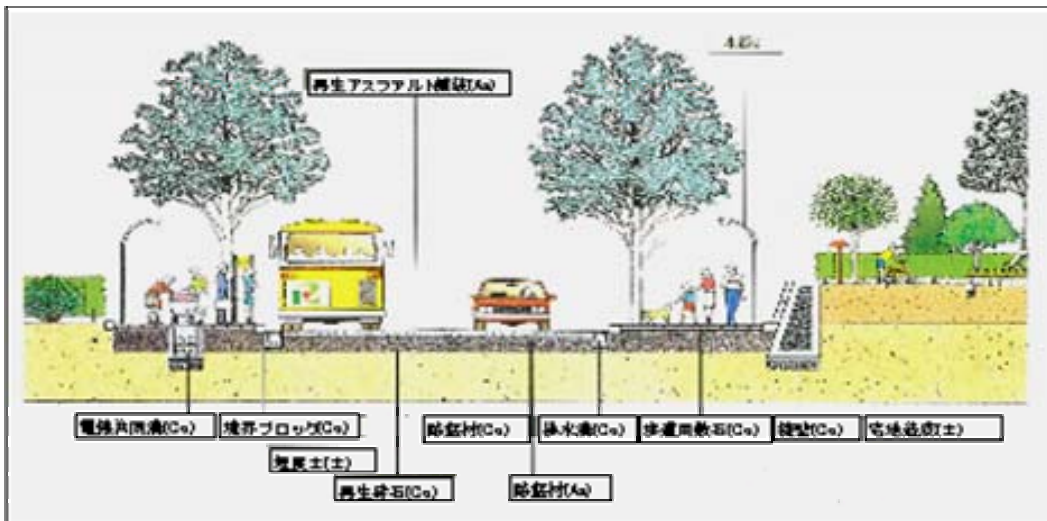 再生アスファルト舗装(As)
電線共同溝(Co)
境界ブロック(Co)
路盤材(Co)
排水溝(Co)
歩道用敷石(Co)
擁壁(Co)
宅地造成(土)
埋戻土(土)
再生砕石(Co)
路盤材(As)